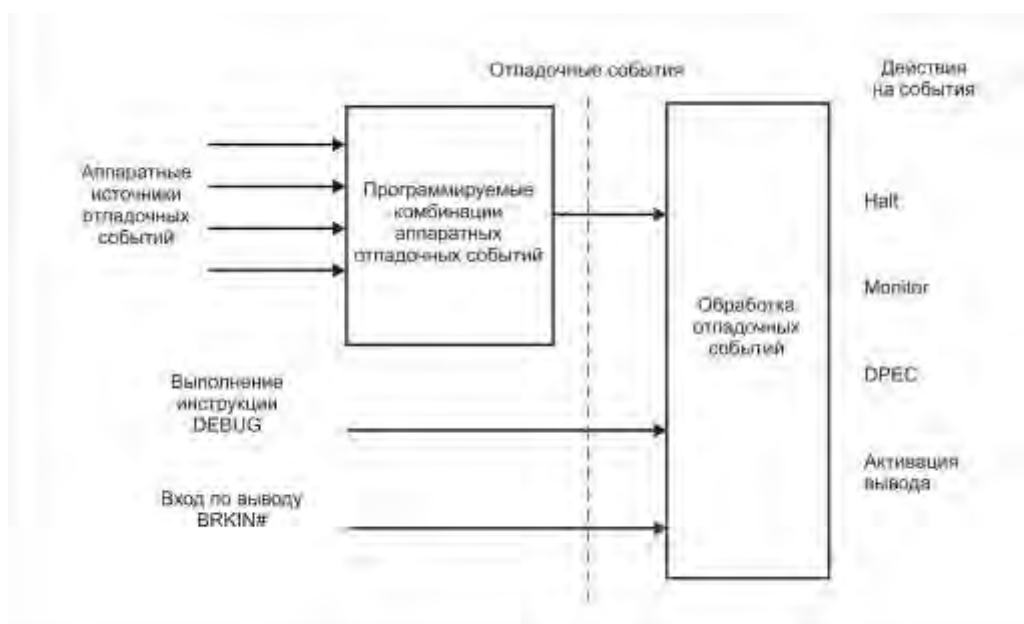 Отладочные события
Действия
на события
Аппаратные
источники
отладочных
событий
Программируемые
комбинации
аппаратных
отладочных событий
Halt
Monitor
Обработка
отладочных
событий
DPEC
Выполнение
инструкции
DEBUG
Активация
вывода
Вход по выводу
BRKIN#